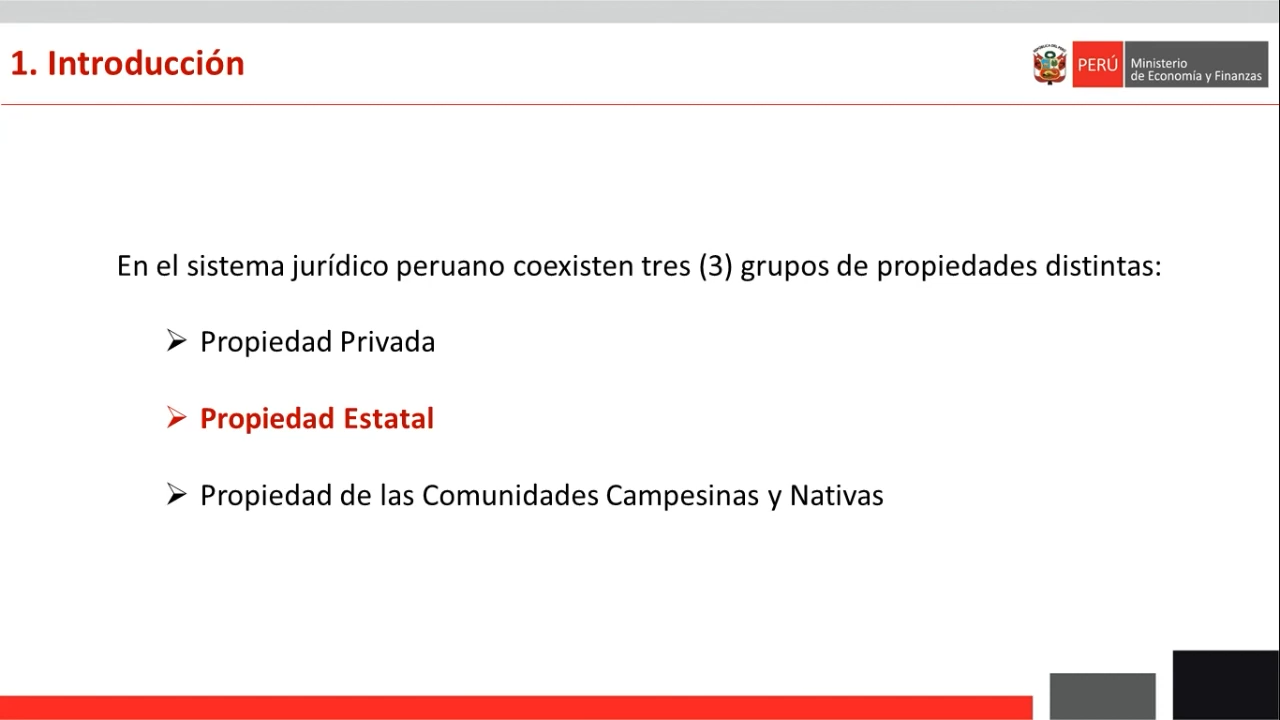 1. Introducción
PERÚ
Ministerio
de Economía y Finanzas
En el sistema jurídico peruano coexisten tres (3) grupos de propiedades distintas:
➢ Propiedad Privada
➢ Propiedad Estatal
➢ Propiedad de las Comunidades Campesinas y Nativas